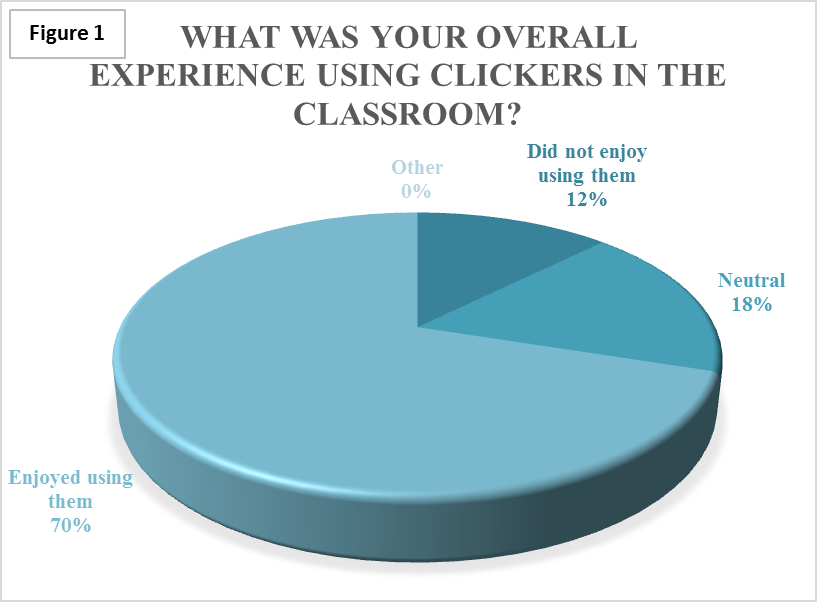 Figure 1
WHAT WAS YOUR OVERALL
EXPERIENCE USING CLICKERS IN THE
CLASSROOM?
Other
0%
Did not enjoy
using them
12%
Neutral
18%
Enjoyed using
them
70%